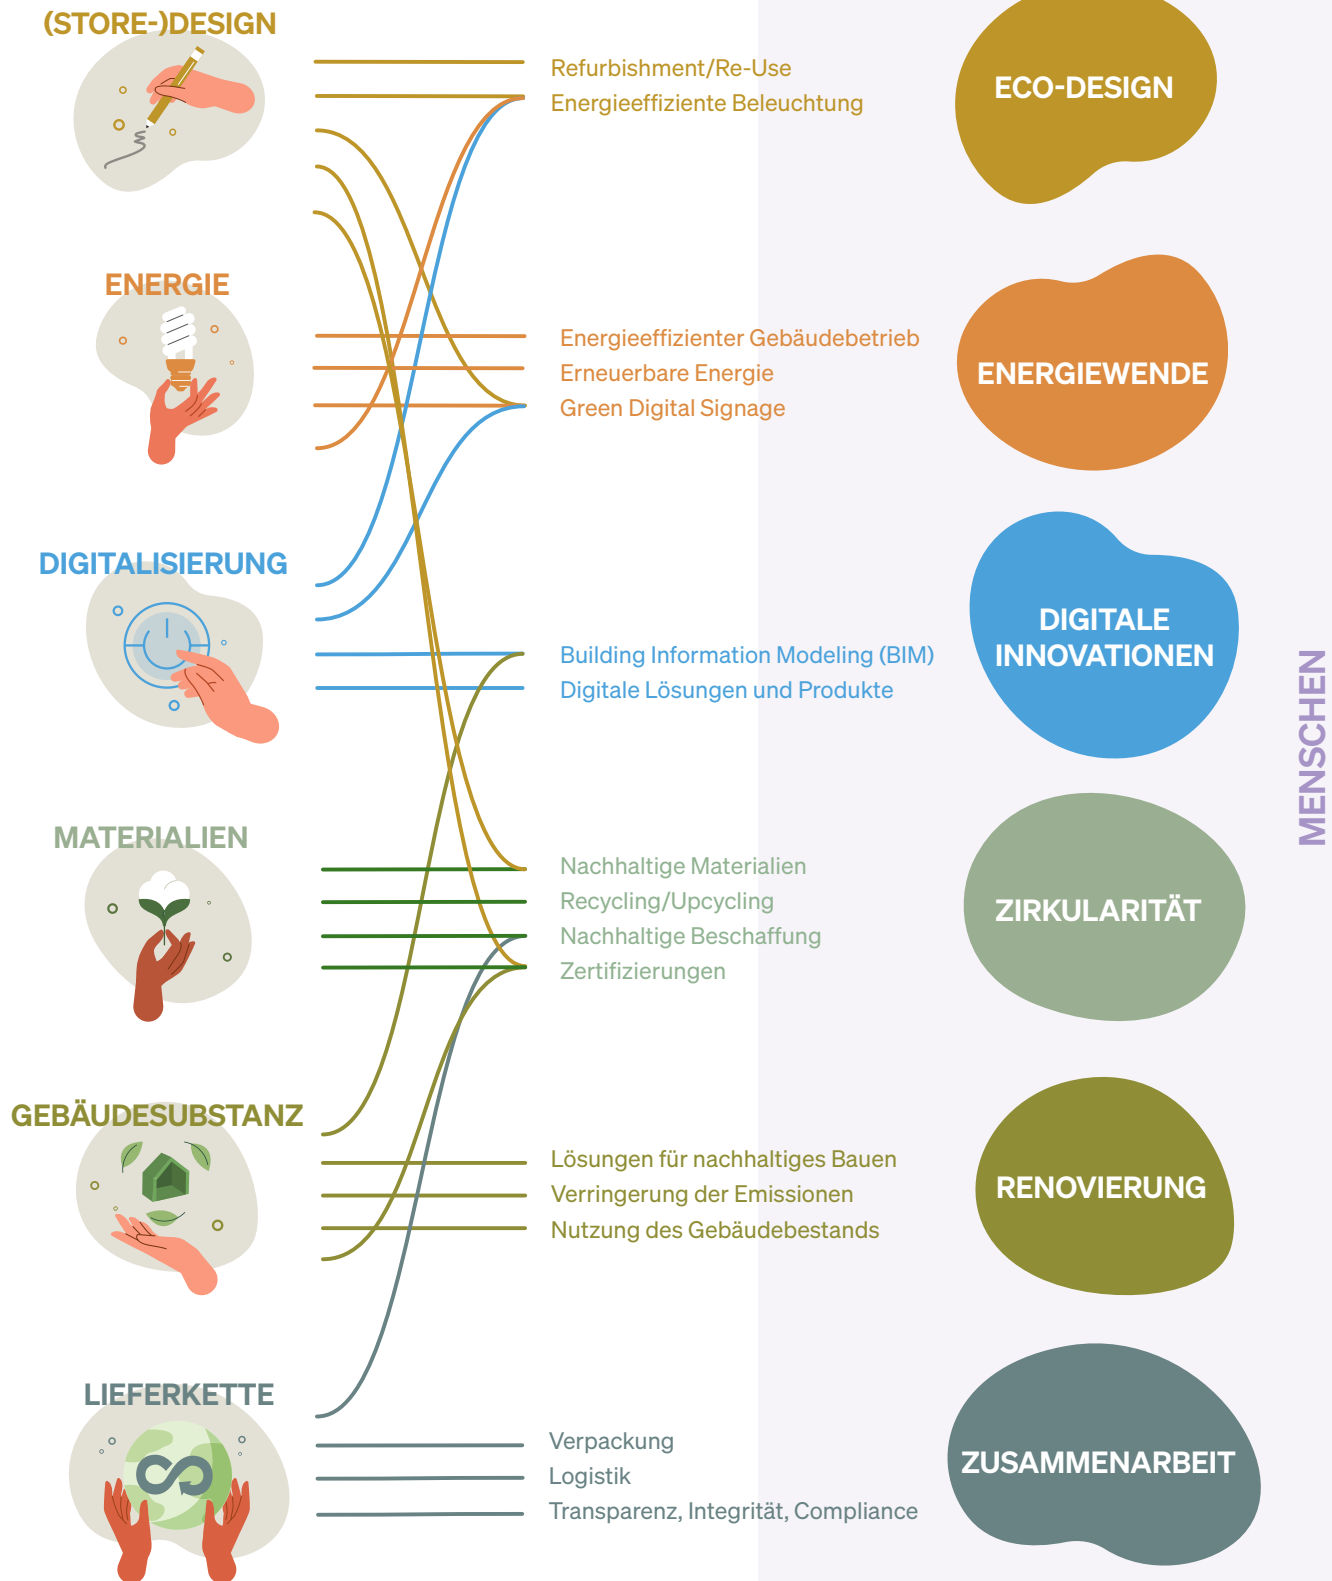 (STORE-)DESIGN
Refurbishment/Re-Use
Energieeffiziente Beleuchtung
ECO-DESIGN
ENERGIE
Energieeffizienter Gebäudebetrieb
Erneuerbare Energie
Green Digital Signage
ENERGIEWENDE
DIGITALISIERUNG
Building Information Modeling (BIM)
Digitale Lösungen und Produkte
DIGITALE
INNOVATIONEN
MENSCHEN
MATERIALIEN
Nachhaltige Materialien
Recycling/Upcycling
Nachhaltige Beschaffung
Zertifizierungen
ZIRKULARITÄT
GEBÄUDESUBSTANZ
Lösungen für nachhaltiges Bauen
Verringerung der Emissionen
Nutzung des Gebäudebestands
RENOVIERUNG
LIEFERKETTE
Verpackung
Logistik
Transparenz, Integrität, Compliance
ZUSAMMENARBEIT